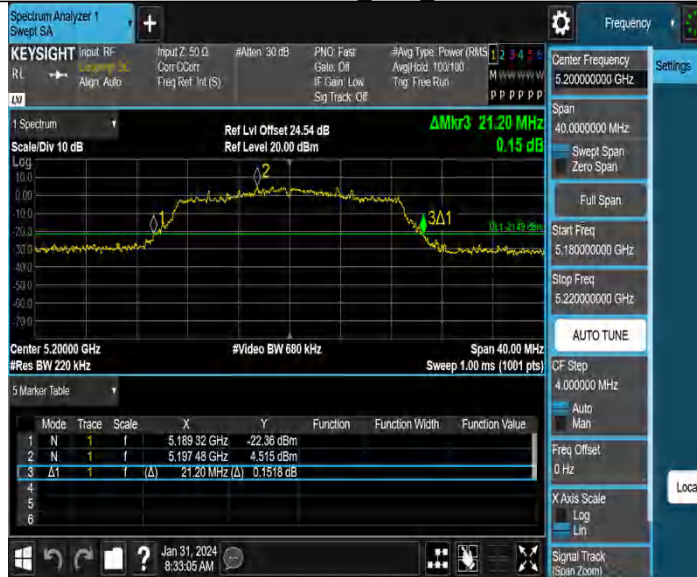 Spectrum Analyzer 1
Swept SA
+
Frequency
KEYSIGHT
RL
LXI
Input: RF
Align: Auto
Input Z: 50 Ω
Corr CCorr
Freq Ref: Int (S)
#Atten: 30 dB
PNO: Fast
Gate: Off
IF Gain: Low
Sig Track: Off
#Avg Type: Power (RMS)
Avg|Hold: 100/100
Trig: Free Run
1 2 3 4 5 6
M W W W W W
P P P P P P
Center Frequency
5.200000000 GHz
Settings
Span
40.0000000 MHz
Swept Span
Zero Span
Full Span
Start Freq
5.180000000 GHz
Stop Freq
5.220000000 GHz
AUTO TUNE
CF Step
4.000000 MHz
Auto
Man
Freq Offset
0 Hz
X Axis Scale
Log
Lin
Signal Track
(Span Zoom)
Loca
1 Spectrum
Scale/Div 10 dB
Ref Lvl Offset 24.54 dB
Ref Level 20.00 dBm
ΔMkr3 21.20 MHz
0.15 dB
Log
10.0
0.00
-10.0
-20.0
-30.0
-40.0
-50.0
-60.0
-70.0
1
2
3Δ1
Center 5.20000 GHz
#Res BW 220 kHz
#Video BW 680 kHz
Span 40.00 MHz
Sweep 1.00 ms (1001 pts)
5 Marker Table
Mode Trace Scale X Y Function Function Width Function Value
1 N 1 f 5.189 32 GHz -22.36 dBm
2 N 1 f 5.197 48 GHz 4.515 dBm
3 Δ1 1 f (Δ) 21.20 MHz (Δ) 0.1518 dB
4
5
6
?
Jan 31, 2024
8:33:05 AM